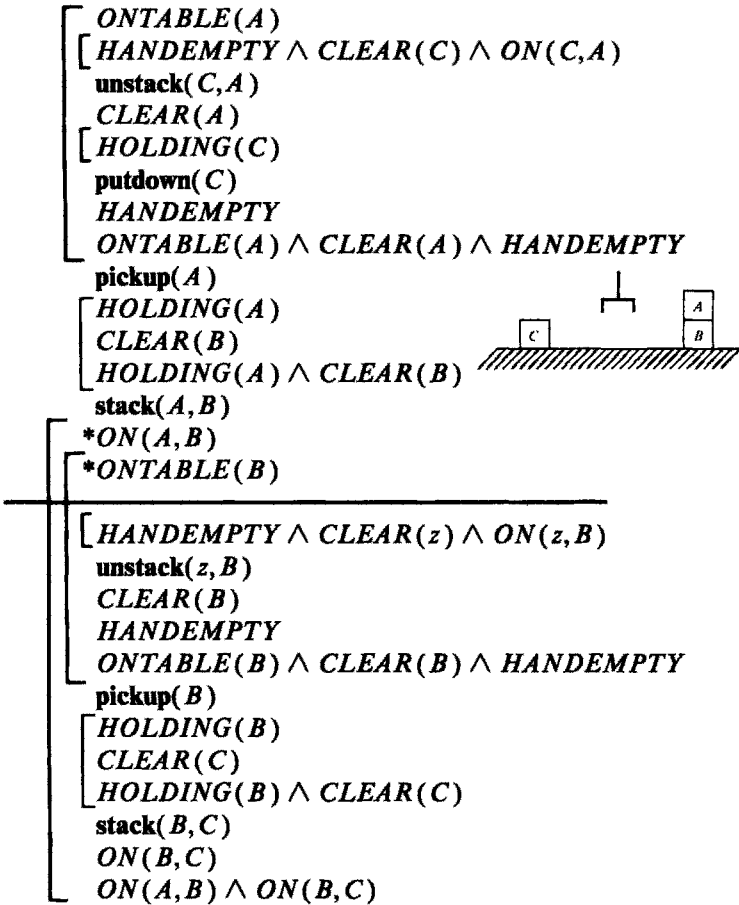 ONTABLE(A)
HANDEMPTY ∧ CLEAR(C) ∧ ON(C,A)
unstack(C,A)
CLEAR(A)
HOLDING(C)
putdown(C)
HANDEMPTY
ONTABLE(A) ∧ CLEAR(A) ∧ HANDEMPTY
pickup(A)
HOLDING(A)
CLEAR(B)
HOLDING(A) ∧ CLEAR(B)
stack(A,B)
*ON(A,B)
*ONTABLE(B)
C
A
B
HANDEMPTY ∧ CLEAR(z) ∧ ON(z,B)
unstack(z,B)
CLEAR(B)
HANDEMPTY
ONTABLE(B) ∧ CLEAR(B) ∧ HANDEMPTY
pickup(B)
HOLDING(B)
CLEAR(C)
HOLDING(B) ∧ CLEAR(C)
stack(B,C)
ON(B,C)
ON(A,B) ∧ ON(B,C)